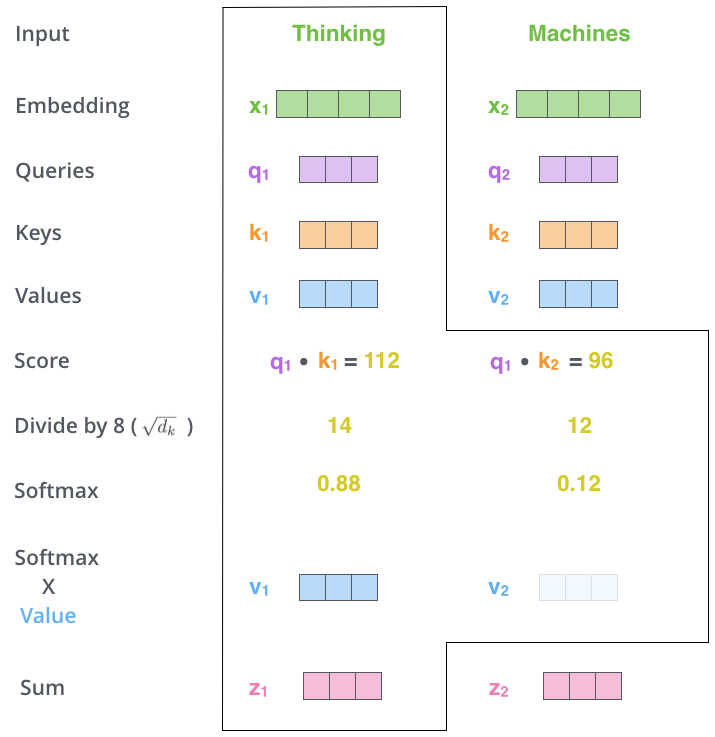 Input Thinking Machines
Embedding x1 x2
Queries q1 q2
Keys k1 k2
Values v1 v2
Score q1 • k1 = 112 q1 • k2 = 96
Divide by 8 ( √dk ) 14 12
Softmax 0.88 0.12
Softmax
X v1 v2
Value
Sum z1 z2